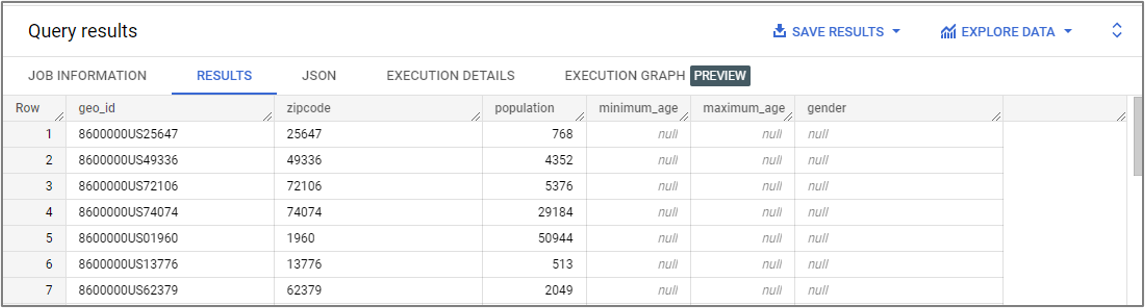 Query results SAVE RESULTS EXPLORE DATA
JOB INFORMATION RESULTS JSON EXECUTION DETAILS EXECUTION GRAPH PREVIEW
Row geo_id zipcode population minimum_age maximum_age gender
1 8600000US25647 25647 768 null null null
2 8600000US49336 49336 4352 null null null
3 8600000US72106 72106 5376 null null null
4 8600000US74074 74074 29184 null null null
5 8600000US01960 1960 50944 null null null
6 8600000US13776 13776 513 null null null
7 8600000US62379 62379 2049 null null null